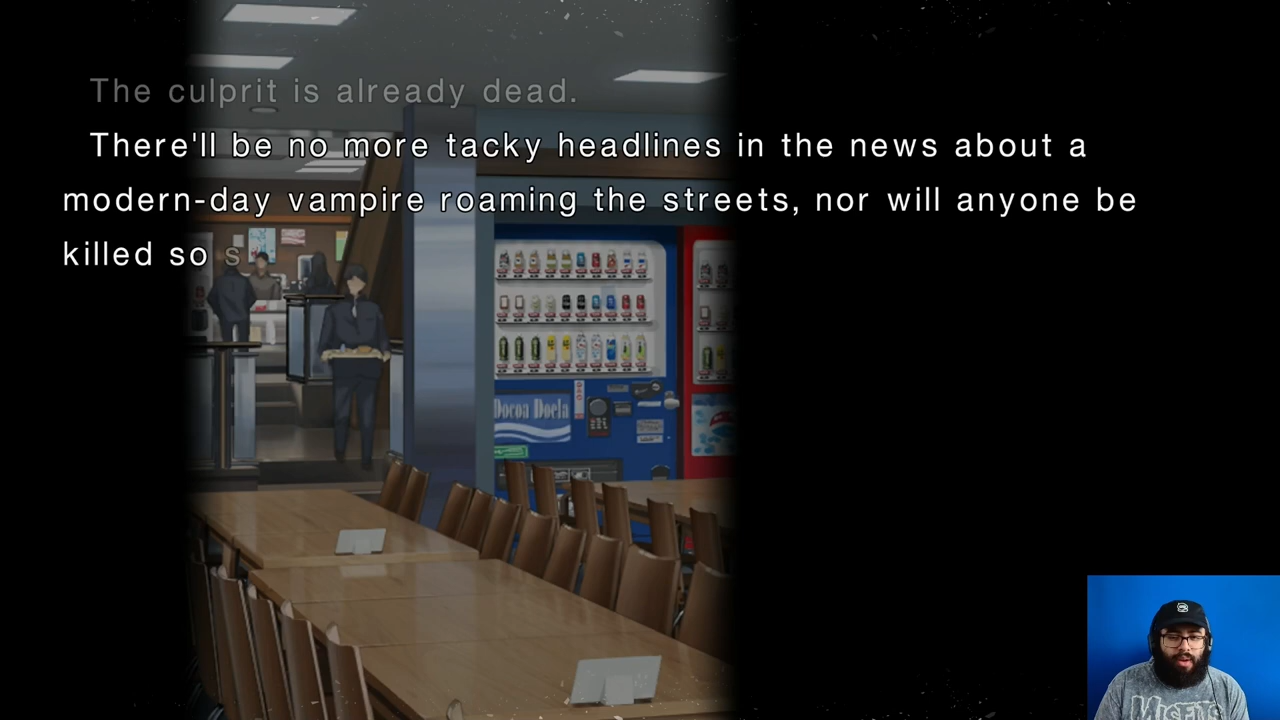 The culprit is already dead.
There'll be no more tacky headlines in the news about a
modern-day vampire roaming the streets, nor will anyone be
killed so s
Docoa Doela
MISFITS